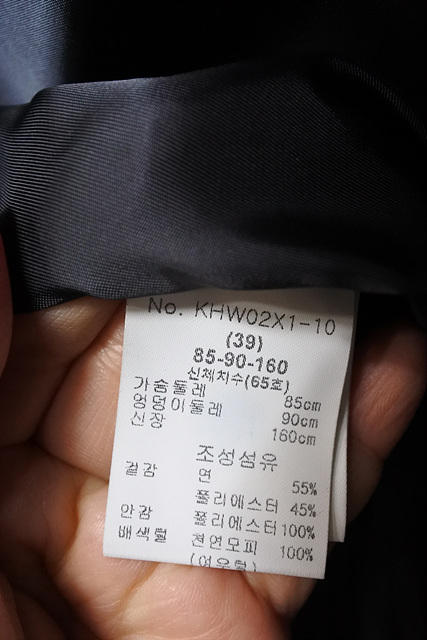 No. KHW02X1-10
(39)
85-90-160
신체치수(65호)
가슴둘레 85cm
엉덩이둘레 90cm
신장 160cm
조성섬유
겉감 면 55%
폴리에스터 45%
안감 폴리에스터 100%
배색털 천연모피 100%
(여우털)